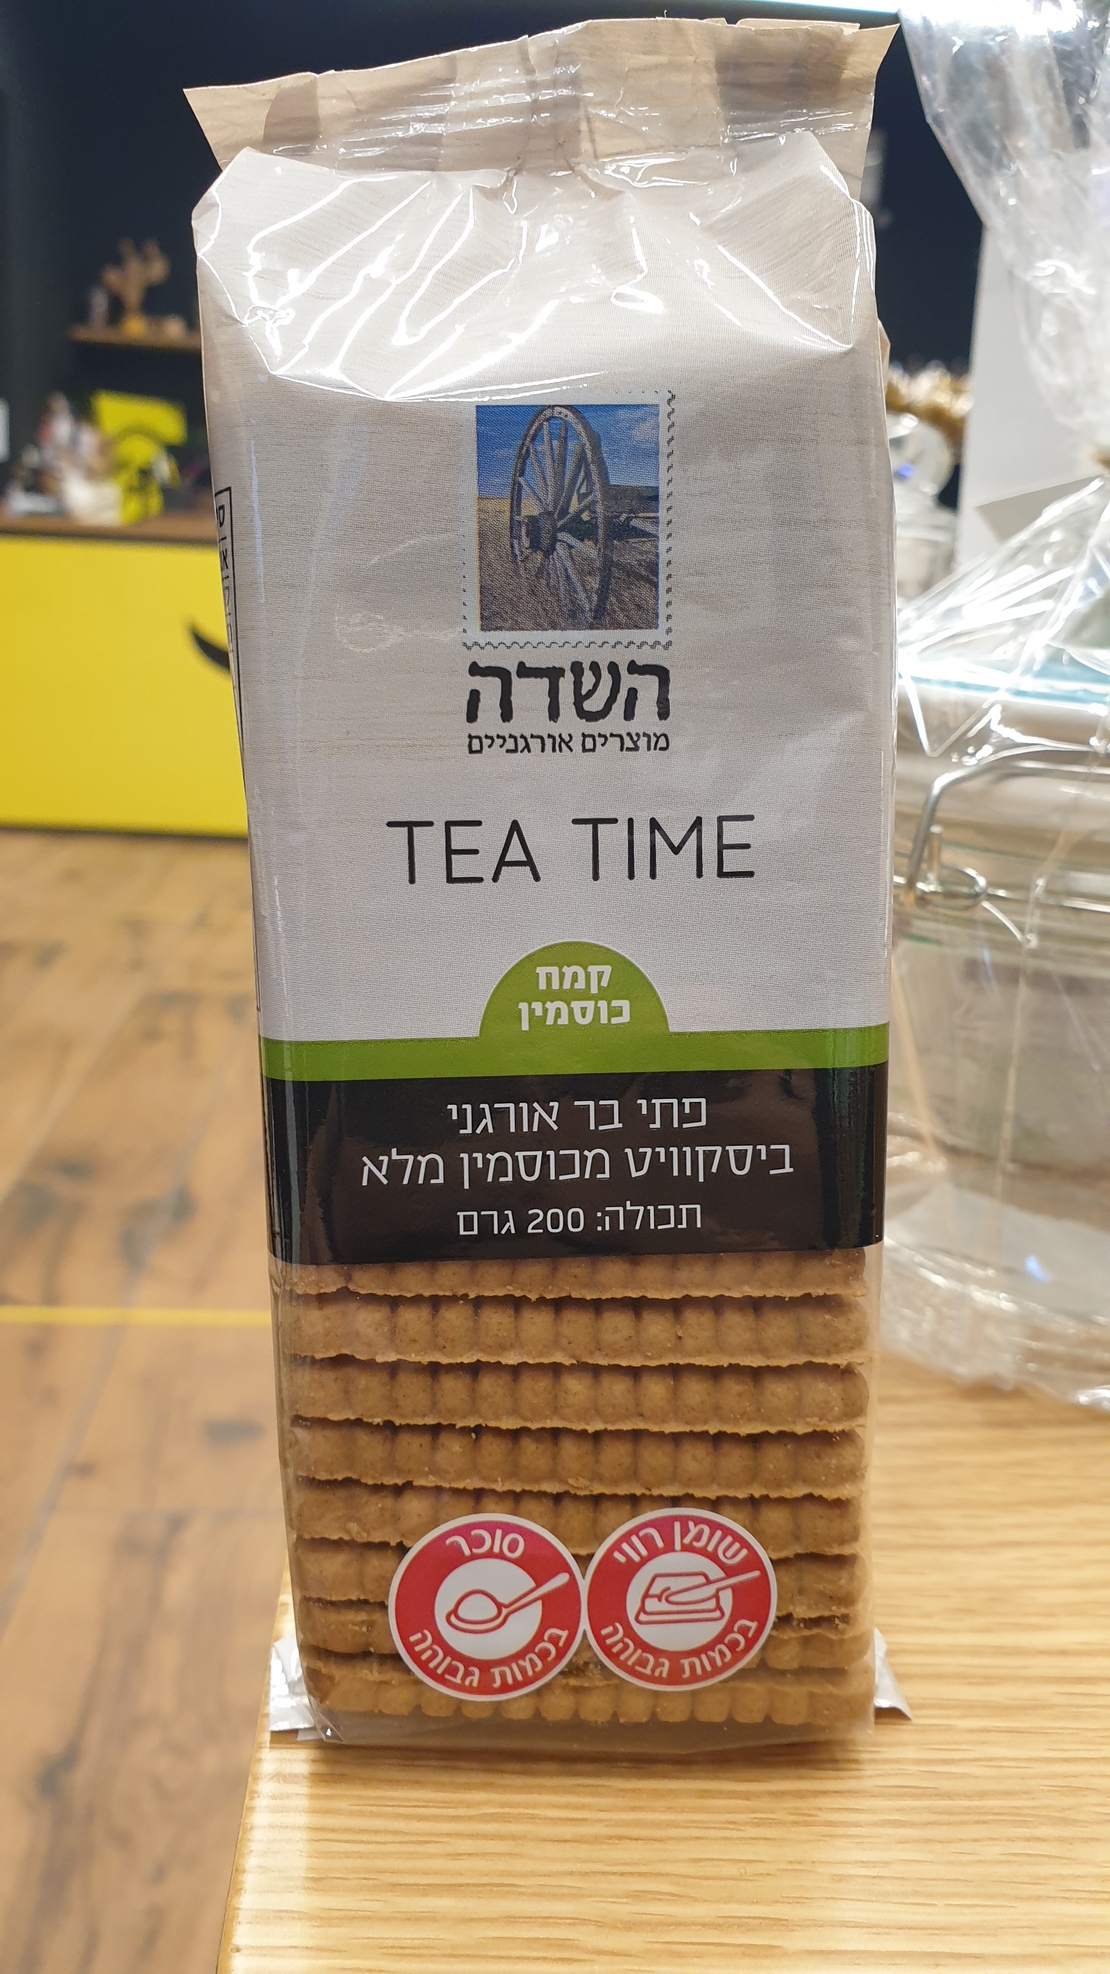 השדה
מוצרים אורגניים
TEA TIME
קמח
כוסמין
פתי בר אורגני
ביסקוויט מכוסמין מלא
תכולה: 200 גרם
סוכר
בכמות גבוהה
שומן רווי
בכמות גבוהה